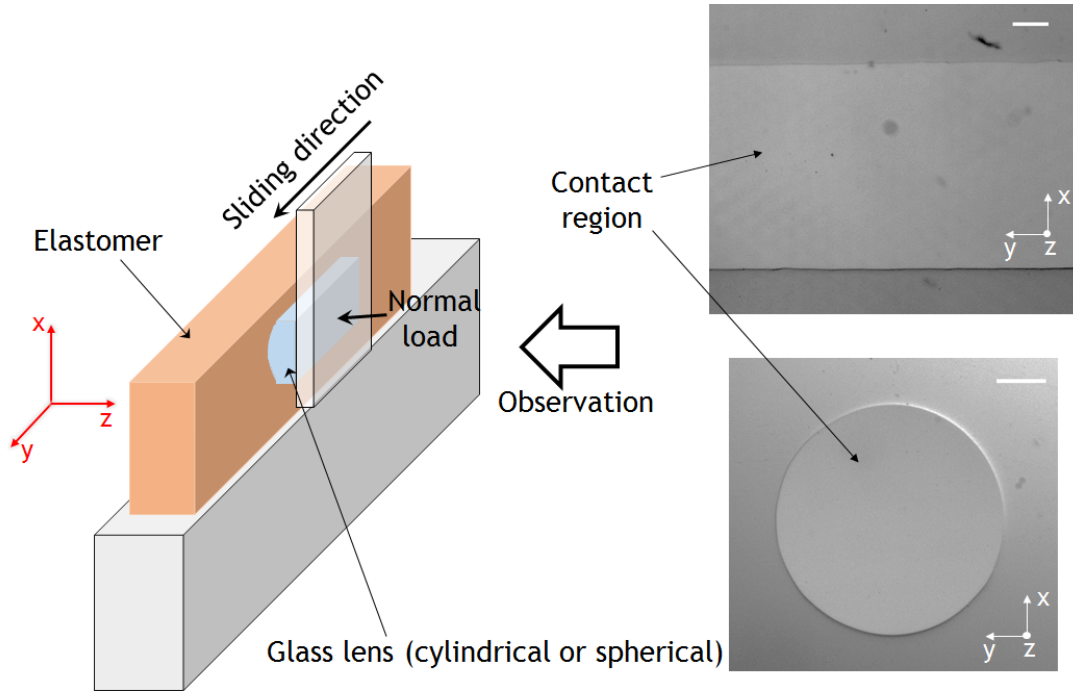 Sliding direction
Elastomer
Normal
load
x
z
y
Observation
Glass lens (cylindrical or spherical)
Contact
region
x
y
z
x
y
z